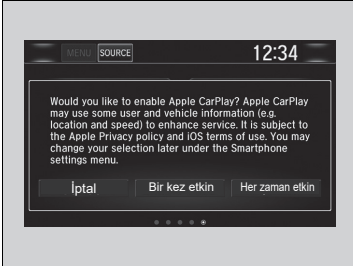 MENU SOURCE 12:34
Would you like to enable Apple CarPlay? Apple CarPlay
may use some user and vehicle information (e.g.
location and speed) to enhance service. It is subject to
the Apple Privacy policy and iOS terms of use. You may
change your selection later under the Smartphone
settings menu.
İptal Bir kez etkin Her zaman etkin